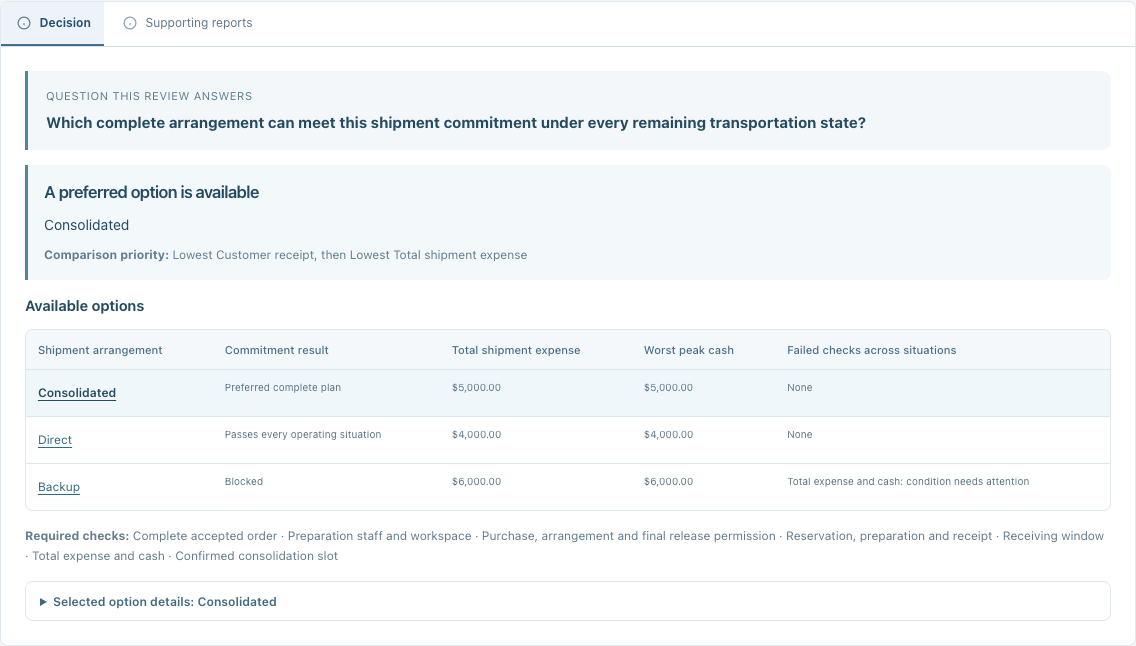 Decision
Supporting reports
QUESTION THIS REVIEW ANSWERS
Which complete arrangement can meet this shipment commitment under every remaining transportation state?
A preferred option is available
Consolidated
Comparison priority: Lowest Customer receipt, then Lowest Total shipment expense
Available options
Shipment arrangement Commitment result Total shipment expense Worst peak cash Failed checks across situations
Consolidated Preferred complete plan $5,000.00 $5,000.00 None
Direct Passes every operating situation $4,000.00 $4,000.00 None
Backup Blocked $6,000.00 $6,000.00 Total expense and cash: condition needs attention
Required checks: Complete accepted order · Preparation staff and workspace · Purchase, arrangement and final release permission · Reservation, preparation and receipt · Receiving window
· Total expense and cash · Confirmed consolidation slot
Selected option details: Consolidated